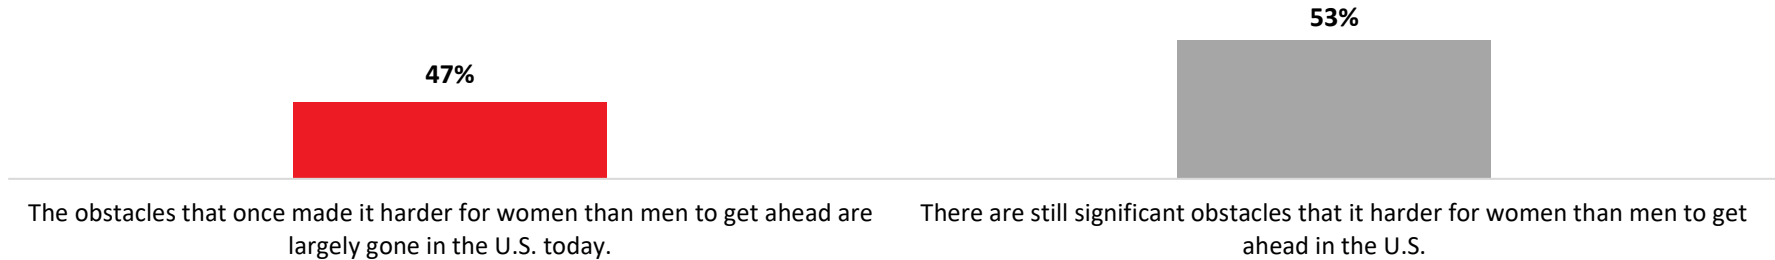 53%
47%
The obstacles that once made it harder for women than men to get ahead are
largely gone in the U.S. today.
There are still significant obstacles that it harder for women than men to get
ahead in the U.S.